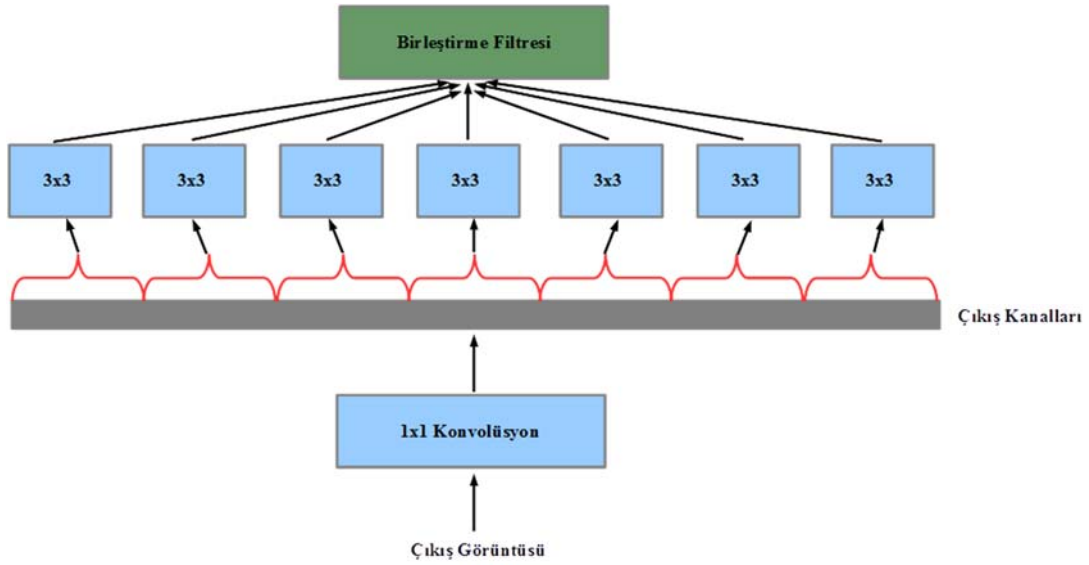 Birleştirme Filtresi
3x3 3x3 3x3 3x3 3x3 3x3 3x3
Çıkış Kanalları
1x1 Konvolüsyon
Çıkış Görüntüsü